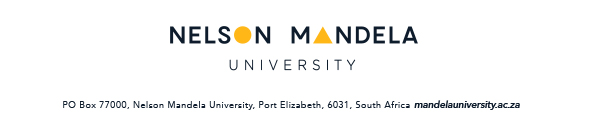 NELSON MANDELA
UNIVERSITY
PO Box 77000, Nelson Mandela University, Port Elizabeth, 6031, South Africa mandelauniversity.ac.za